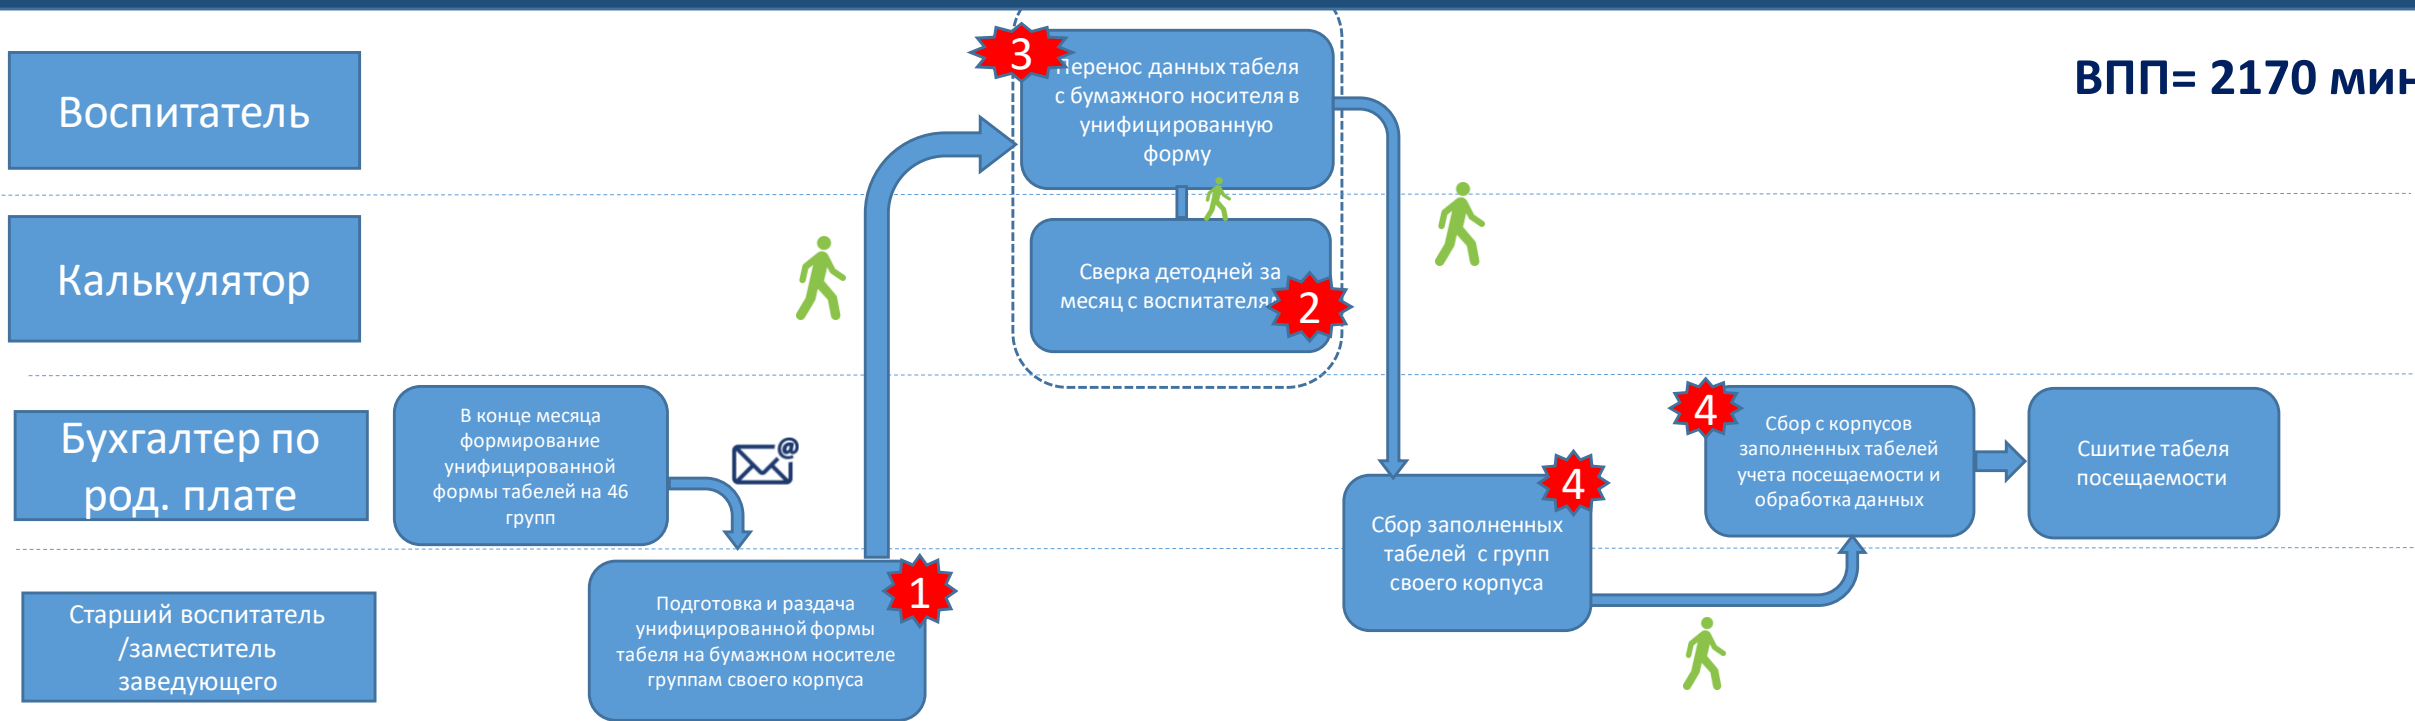 ВПП= 2170 мин
Воспитатель
3
Перенос данных табеля
с бумажного носителя в
унифицированную
форму
Калькулятор
Сверка детодней за
месяц с воспитателям
2
Бухгалтер по
род. плате
В конце месяца
формирование
унифицированной
формы табелей на 46
групп
@
4
Сбор с корпусов
заполненных табелей
учета посещаемости и
обработка данных
Сшитие табеля
посещаемости
4
Сбор заполненных
табелей с групп
своего корпуса
Старший воспитатель
/заместитель
заведующего
1
Подготовка и раздача
унифицированной формы
табеля на бумажном носителе
группам своего корпуса